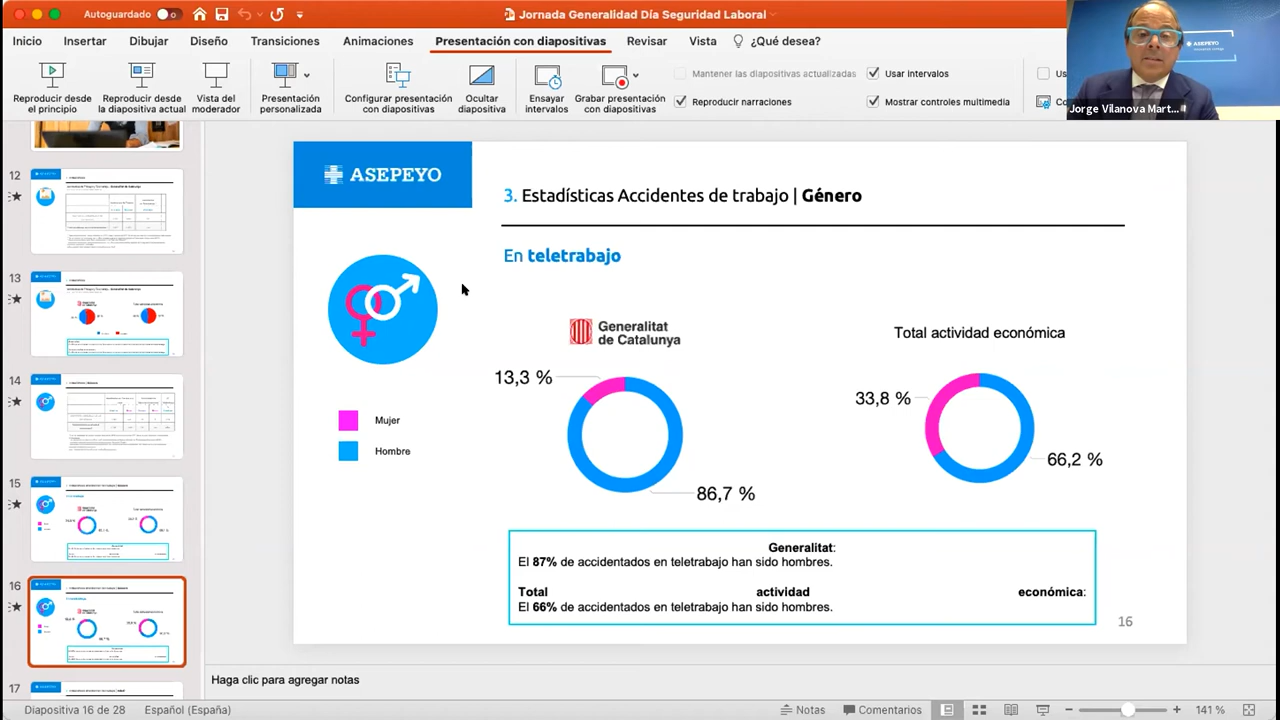 Autoguardado
Jornada Generalidad Día Seguridad Laboral
Inicio Insertar Dibujar Diseño Transiciones Animaciones Presentación con diapositivas Revisar Vista ¿Qué desea?
Reproducir desde el principio
Reproducir desde la diapositiva actual
Vista del moderador
Presentación personalizada
Configurar presentación con diapositivas
Ocultar diapositiva
Ensayar intervalos
Grabar presentación con diapositivas
Mantener las diapositivas actualizadas
Usar intervalos
Reproducir narraciones
Mostrar controles multimedia
ASEPEYO
Jorge Vilanova Mart...
12
13
14
15
16
17
ASEPEYO
3. Estadísticas Accidentes de trabajo | Género
En teletrabajo
Generalitat
de Catalunya
Total actividad económica
13,3 %
86,7 %
33,8 %
66,2 %
Mujer
Hombre
Generalitat:
El 87% de accidentados en teletrabajo han sido hombres.
Total actividad económica:
El 66% de accidentados en teletrabajo han sido hombres.
16
Haga clic para agregar notas
Diapositiva 16 de 28 Español (España) Notas Comentarios 141 %